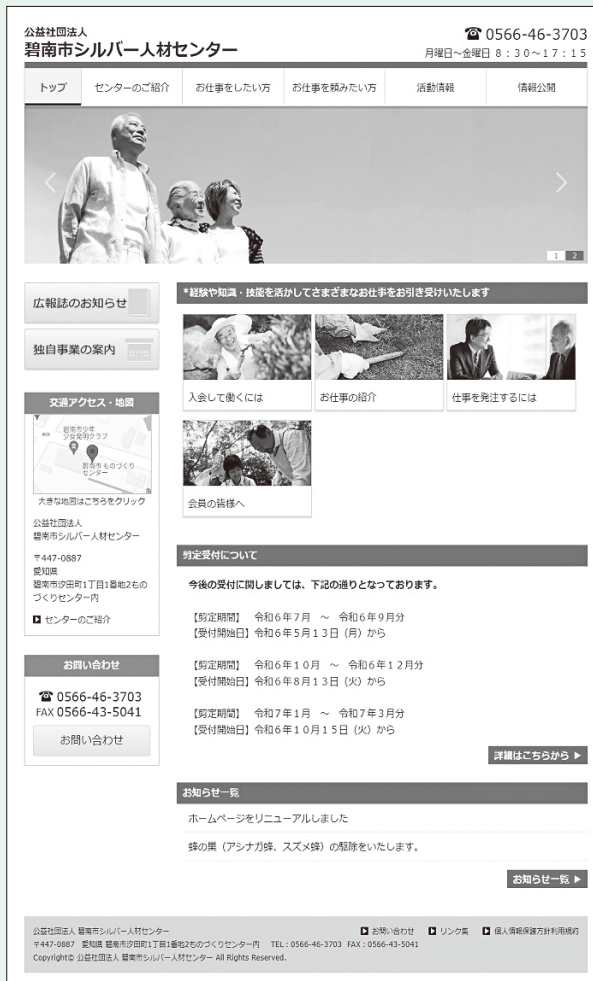 公益社団法人
碧南市シルバー人材センター
☎ 0566-46-3703
月曜日～金曜日 8：30～17：15
トップ
センターのご紹介
お仕事をしたい方
お仕事を頼みたい方
活動情報
情報公開
1 2
広報誌のお知らせ
独自事業の案内
交通アクセス・地図
碧南市少年
少女発明クラブ
碧南市 ものづくり
センター
大きな地図はこちらをクリック
公益社団法人
碧南市シルバー人材センター
〒447-0887
愛知県
碧南市汐田町1丁目1番地2もの
づくりセンター内
センターのご紹介
お問い合わせ
☎ 0566-46-3703
FAX 0566-43-5041
お問い合わせ
*経験や知識・技能を活かしてさまざまなお仕事をお引き受けいたします
入会して働くには
お仕事の紹介
仕事を発注するには
会員の皆様へ
剪定受付について
今後の受付に関しましては、下記の通りとなっております。
【剪定期間】 令和６年７月 ～ 令和６年９月分
【受付開始日】令和６年５月１３日（月）から
【剪定期間】 令和６年１０月 ～ 令和６年１２月分
【受付開始日】令和６年８月１３日（火）から
【剪定期間】 令和７年１月 ～ 令和７年３月分
【受付開始日】令和６年１０月１５日（火）から
詳細はこちらから ▶
お知らせ一覧
ホームページをリニューアルしました
蜂の巣（アシナガ蜂、スズメ蜂）の駆除をいたします。
お知らせ一覧 ▶
公益社団法人 碧南市シルバー人材センター
お問い合わせ
リンク集
個人情報保護方針利用規約
〒447-0887 愛知県 碧南市汐田町1丁目1番地2ものづくりセンター内 TEL：0566-46-3703 FAX：0566-43-5041
Copyright© 公益社団法人 碧南市シルバー人材センター All Rights Reserved.